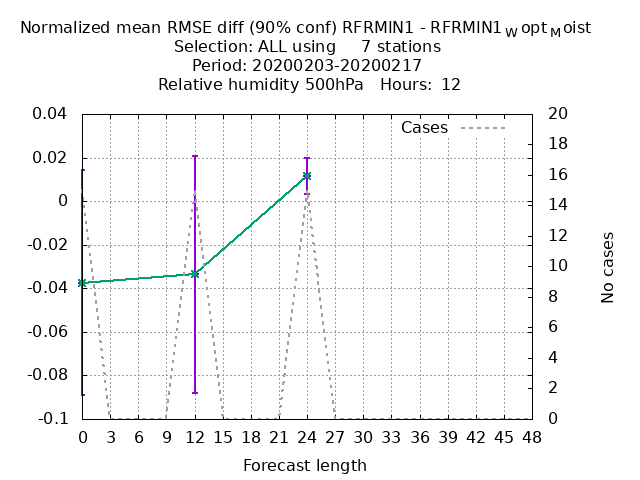 Normalized mean RMSE diff (90% conf) RFRMIN1 - RFRMIN1WoptMoist
Selection: ALL using 7 stations
Period: 20200203-20200217
Relative humidity 500hPa Hours: 12
Cases
0.04
0.02
0
-0.02
-0.04
-0.06
-0.08
-0.1
20
18
16
14
12
10
8
6
4
2
0
No cases
0 3 6 9 12 15 18 21 24 27 30 33 36 39 42 45 48
Forecast length